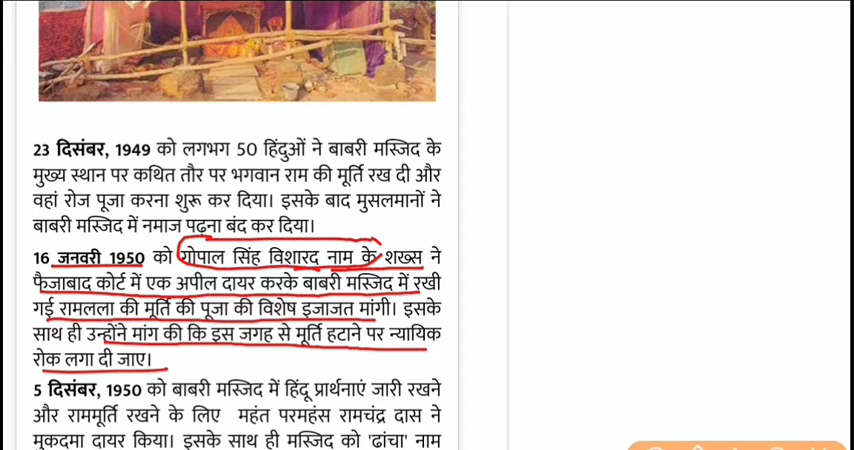 23 दिसंबर, 1949 को लगभग 50 हिंदुओं ने बाबरी मस्जिद के
मुख्य स्थान पर कथित तौर पर भगवान राम की मूर्ति रख दी और
वहां रोज पूजा करना शुरू कर दिया। इसके बाद मुसलमानों ने
बाबरी मस्जिद में नमाज पढ़ना बंद कर दिया।
16 जनवरी 1950 को गोपाल सिंह विशारद नाम के शख्स ने
फैजाबाद कोर्ट में एक अपील दायर करके बाबरी मस्जिद में रखी
गई रामलला की मूर्ति की पूजा की विशेष इजाजत मांगी। इसके
साथ ही उन्होंने मांग की कि इस जगह से मूर्ति हटाने पर न्यायिक
रोक लगा दी जाए।
5 दिसंबर, 1950 को बाबरी मस्जिद में हिंदू प्रार्थनाएं जारी रखने
और राममूर्ति रखने के लिए महंत परमहंस रामचंद्र दास ने
मुकदमा दायर किया। इसके साथ ही मस्जिद को 'ढांचा' नाम